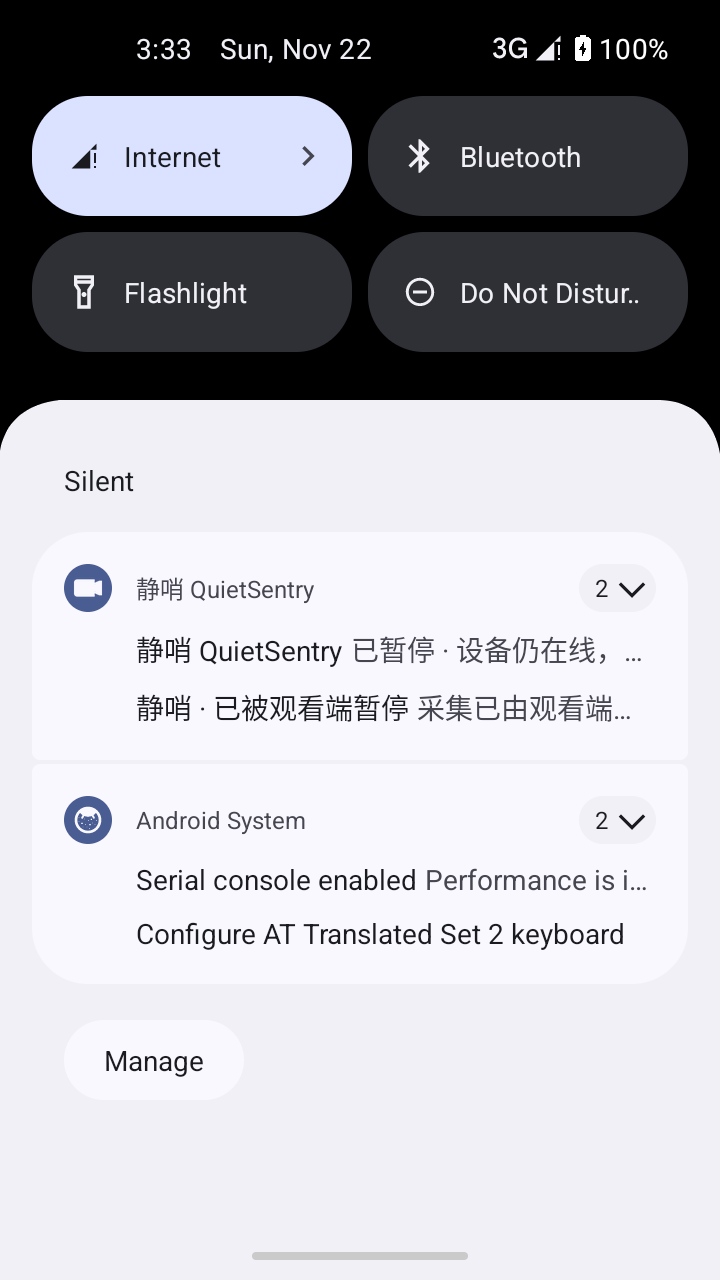 3:33 Sun, Nov 22 3G 100%
Internet Bluetooth
Flashlight Do Not Distur..
Silent
静哨 QuietSentry 2
静哨 QuietSentry 已暂停 · 设备仍在线，…
静哨 · 已被观看端暂停 采集已由观看端…
Android System 2
Serial console enabled Performance is i…
Configure AT Translated Set 2 keyboard
Manage